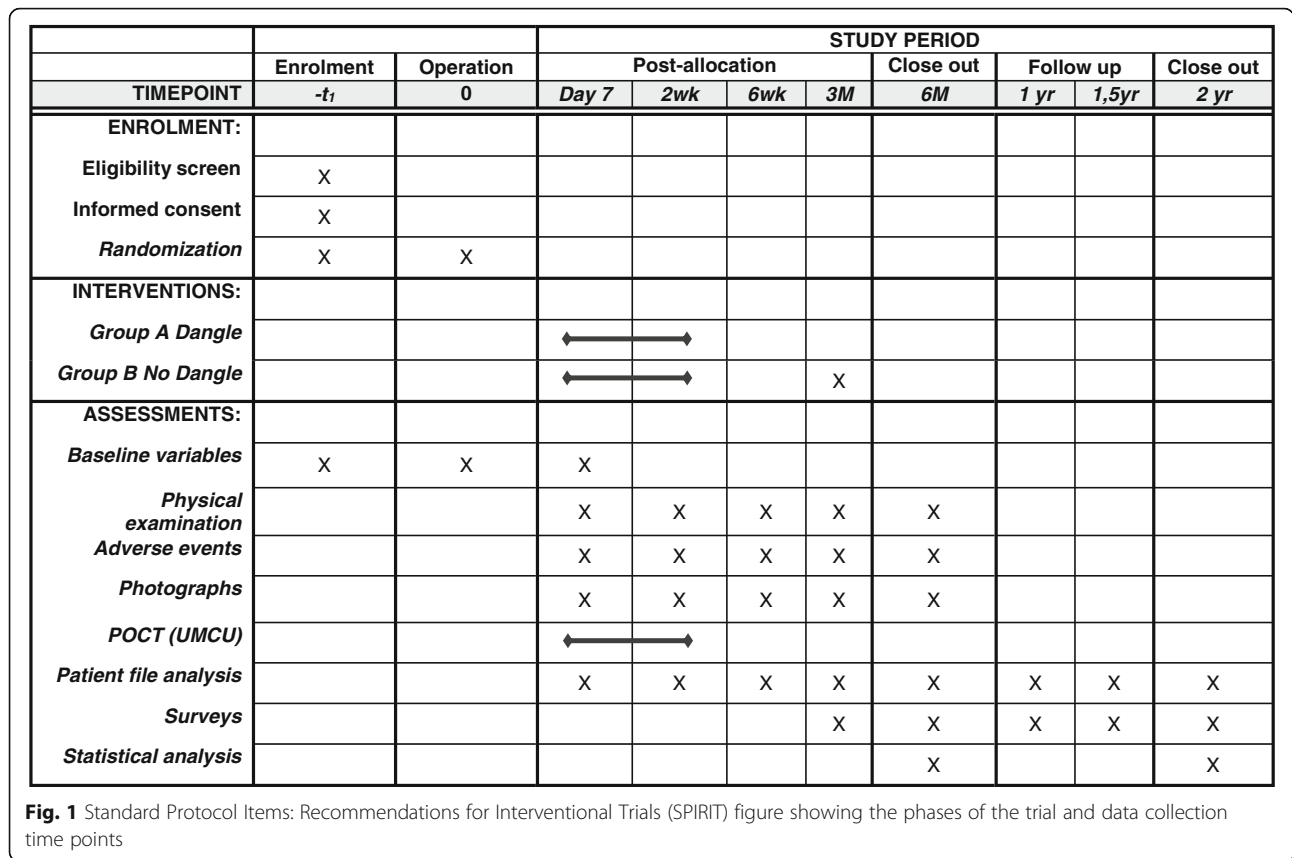 STUDY PERIOD
Enrolment Operation Post-allocation Close out Follow up Close out
TIMEPOINT -t1 0 Day 7 2wk 6wk 3M 6M 1 yr 1,5yr 2 yr
ENROLMENT:
Eligibility screen X
Informed consent X
Randomization X X
INTERVENTIONS:
Group A Dangle
Group B No Dangle X
ASSESSMENTS:
Baseline variables X X X
Physical
examination X X X X X
Adverse events X X X X X
Photographs X X X X X
POCT (UMCU)
Patient file analysis X X X X X X X X
Surveys X X X X X
Statistical analysis X X
Fig. 1 Standard Protocol Items: Recommendations for Interventional Trials (SPIRIT) figure showing the phases of the trial and data collection
time points